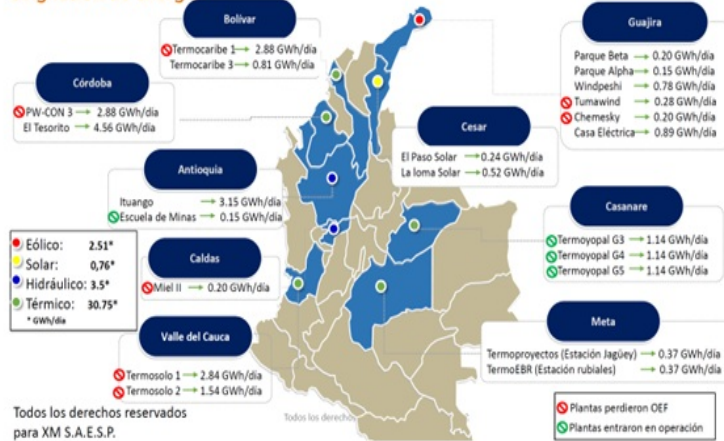 Bolívar
Termocaribe 1 → 2.88 GWh/día
Termocaribe 3 → 0.81 GWh/día
Guajira
Parque Beta → 0.20 GWh/día
Parque Alpha → 0.15 GWh/día
Windpeshi → 0.78 GWh/día
Tumawind → 0.28 GWh/día
Chemesky → 0.20 GWh/día
Casa Eléctrica → 0.89 GWh/día
Córdoba
PW-CON 3 → 2.88 GWh/día
El Tesorito → 4.56 GWh/día
Cesar
El Paso Solar → 0.24 GWh/día
La loma Solar → 0.52 GWh/día
Antioquia
Ituango → 3.15 GWh/día
Escuela de Minas → 0.15 GWh/día
Casanare
Termoyopal G3 → 1.14 GWh/día
Termoyopal G4 → 1.14 GWh/día
Termoyopal G5 → 1.14 GWh/día
Eólico: 2.51*
Solar: 0,76*
Hidráulico: 3.5*
Térmico: 30.75*
* GWh/día
Caldas
Miel II → 0.20 GWh/día
Valle del Cauca
Termosolo 1 → 2.84 GWh/día
Termosolo 2 → 1.54 GWh/día
Meta
Termoproyectos (Estación Jagüey) → 0.37 GWh/día
TermoEBR (Estación rubiales) → 0.37 GWh/día
Todos los derechos reservados
para XM S.A.E.S.P.
Todos los derechos
Plantas perdieron OEF
Plantas entraron en operación